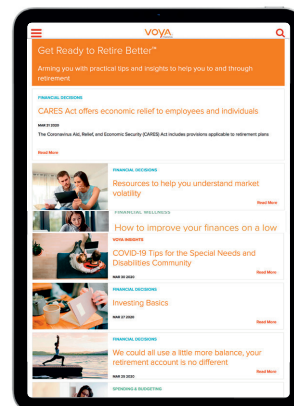 VOYA
Get Ready to Retire Better™
Arming you with practical tips and insights to help you to and through
retirement
FINANCIAL DECISIONS
CARES Act offers economic relief to employees and individuals
MAR 31 2020
The Coronavirus Aid, Relief, and Economic Security (CARES) Act includes provisions applicable to retirement plans
Read More
FINANCIAL DECISIONS
Resources to help you understand market
volatility
Read More
FINANCIAL WELLNESS
How to improve your finances on a low
VOYA INSIGHTS
COVID-19 Tips for the Special Needs and
Disabilities Community
Read More
MAR 30 2020
FINANCIAL DECISIONS
Investing Basics
MAR 27 2020
Read More
FINANCIAL DECISIONS
We could all use a little more balance, your
retirement account is no different
Read More
MAR 25 2020
SPENDING & BUDGETING